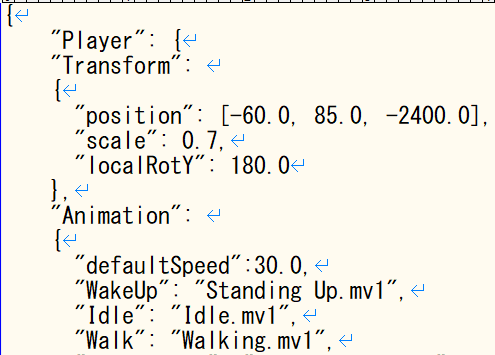 {
"Player": {
"Transform":
{
"position": [-60.0, 85.0, -2400.0],
"scale": 0.7,
"localRotY": 180.0
},
"Animation":
{
"defaultSpeed":30.0,
"WakeUp": "Standing Up.mv1",
"Idle": "Idle.mv1",
"Walk": "Walking.mv1",